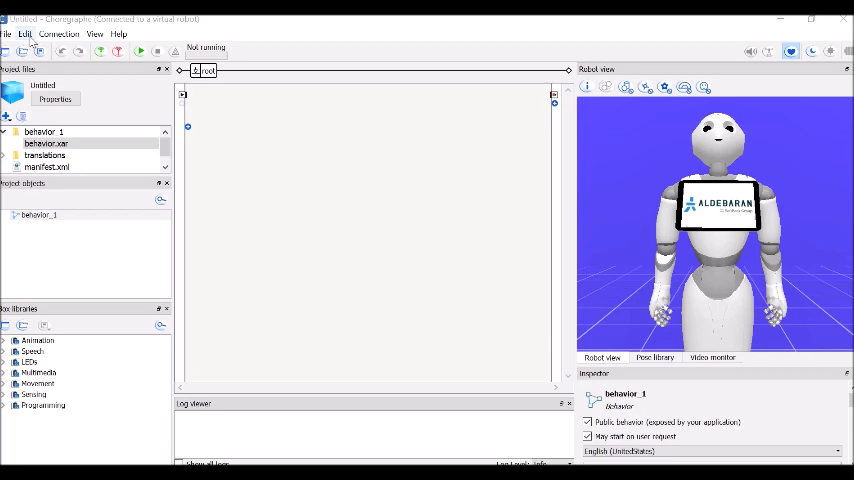 Untitled - Choregraphe (Connected to a virtual robot)
File Edit Connection View Help
Not running
Project files
Untitled
Properties
behavior_1
behavior.xar
translations
manifest.xml
Project objects
behavior_1
Box libraries
Animation
Speech
LEDs
Multimedia
Movement
Sensing
Programming
root
Log viewer
Show all logs
Log Level: Info
Robot view
ALDEBARAN
Robot view Pose library Video monitor
Inspector
behavior_1
Behavior
Public behavior (exposed by your application)
May start on user request
English (UnitedStates)